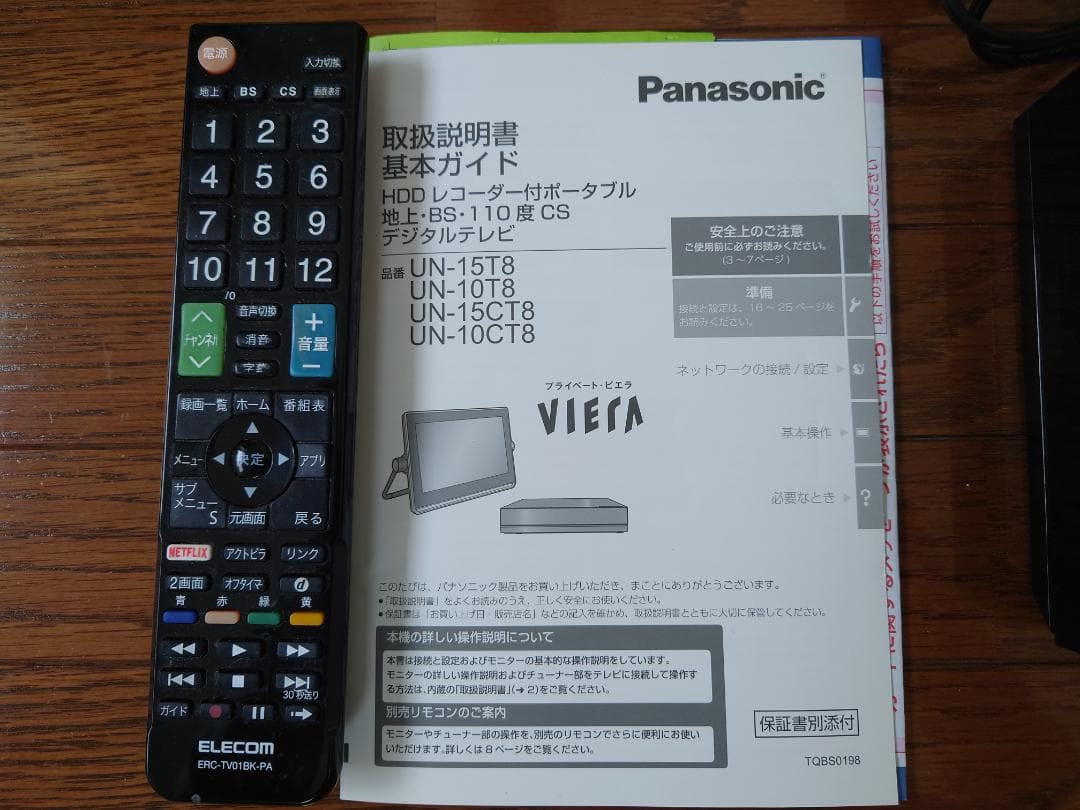 電源
入力切換
地上 BS CS 画面表示
1 2 3
4 5 6
7 8 9
10 11 12
/0
音声切換
チャンネル 消音 + 音量 −
字幕
録画一覧 ホーム 番組表
メニュー 決定 アプリ
サブ
メニュー
S 元画面 戻る
NETFLIX アクトビラ リンク
2画面 オフタイマー d
青 赤 緑 黄
30秒送り
ガイド
ELECOM
ERC-TV01BK-PA
Panasonic
取扱説明書
基本ガイド
HDD レコーダー付ポータブル
地上・BS・110 度 CS
デジタルテレビ
品番 UN-15T8
UN-10T8
UN-15CT8
UN-10CT8
安全上のご注意
ご使用前に必ずお読みください。
(3 〜7ページ)
準備
接続と設定は、16 〜 25 ページを
お読みください。
ネットワークの接続 / 設定
基本操作
必要なとき
?
プライベート・ビエラ
VIERA
このたびは、パナソニック製品をお買い上げいただき、まことにありがとうございます。
●「取扱説明書」をよくお読みのうえ、正しく安全にお使いください。
●保証書は「お買い上げ日・販売店名」などの記入を確かめ、取扱説明書とともに大切に保管してください。
本機の詳しい操作説明について
本書は接続と設定およびモニターの基本的な操作説明をしています。
モニターの詳しい操作説明およびチューナー部をテレビに接続して操作す
る方法は、内蔵の「取扱説明書」(➔ 2)をご覧ください。
別売リモコンのご案内
モニターやチューナー部の操作を、別売のリモコンでさらに便利にお使い
いただけます。詳しくは 8 ページをご覧ください。
保証書別添付
TQBS0198